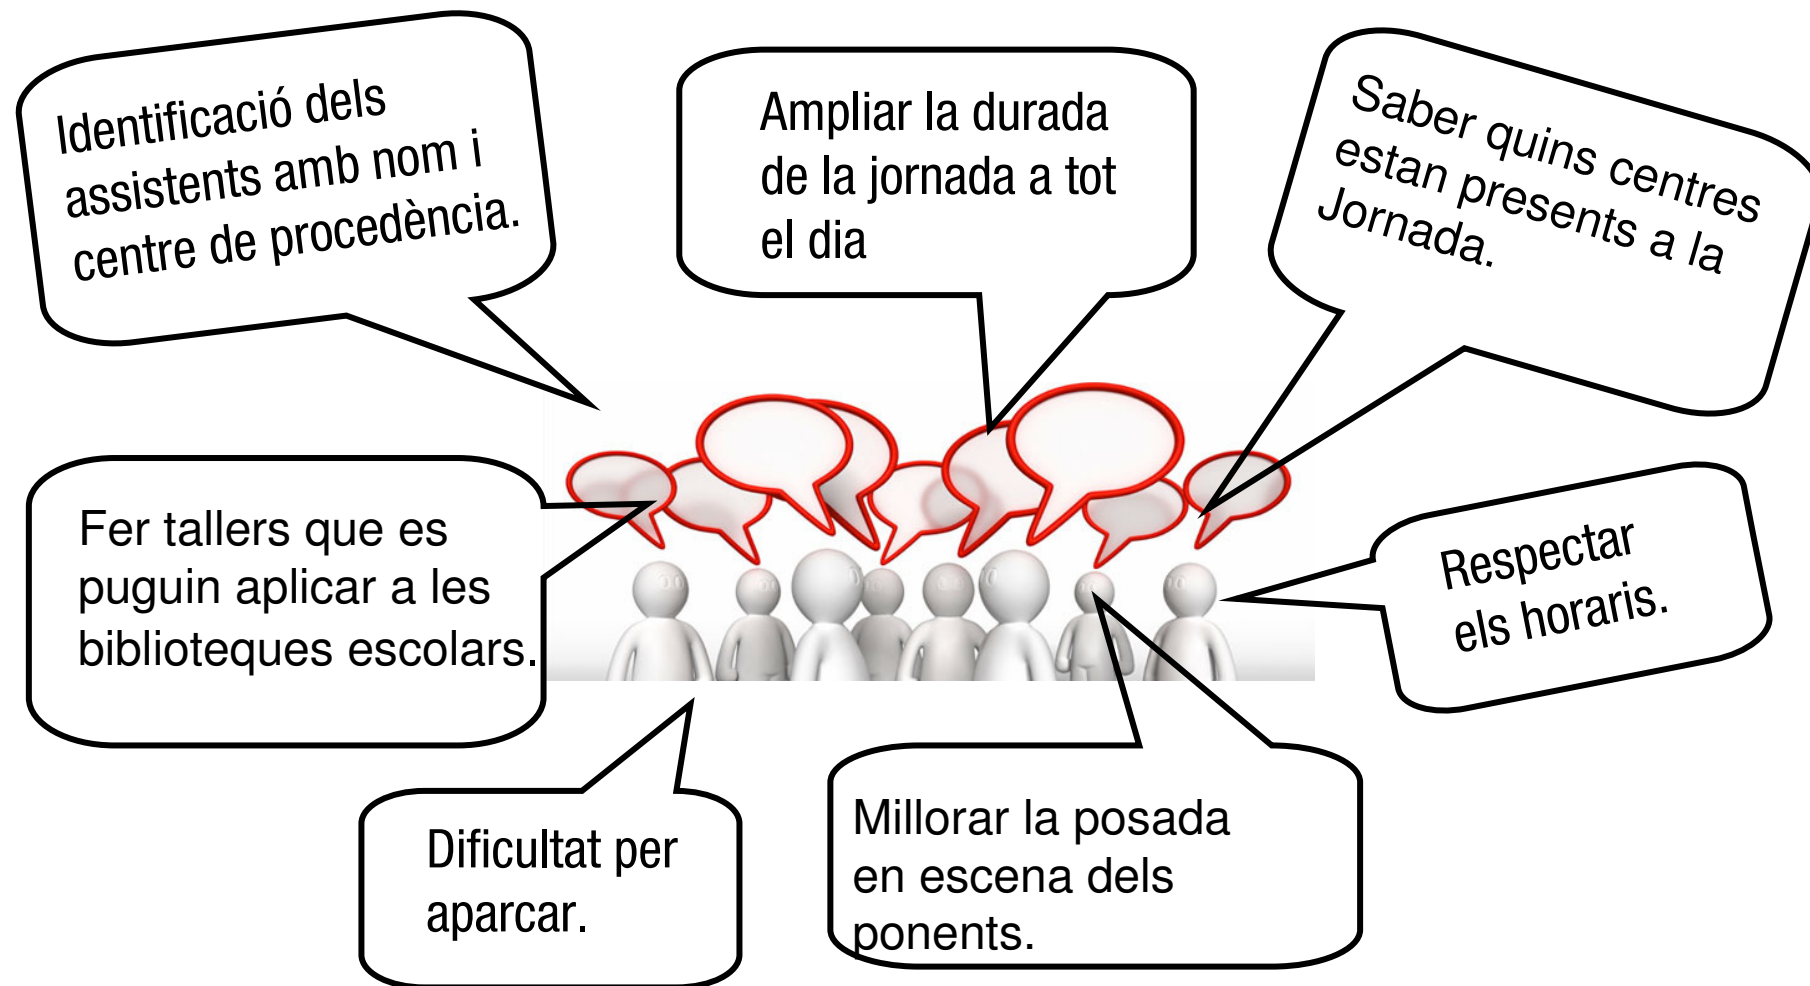 Identificació dels
assistents amb nom i
centre de procedència.
Ampliar la durada
de la jornada a tot
el dia
Saber quins centres
estan presents a la
Jornada.
Fer tallers que es
puguin aplicar a les
biblioteques escolars.
Respectar
els horaris.
Dificultat per
aparcar.
Millorar la posada
en escena dels
ponents.